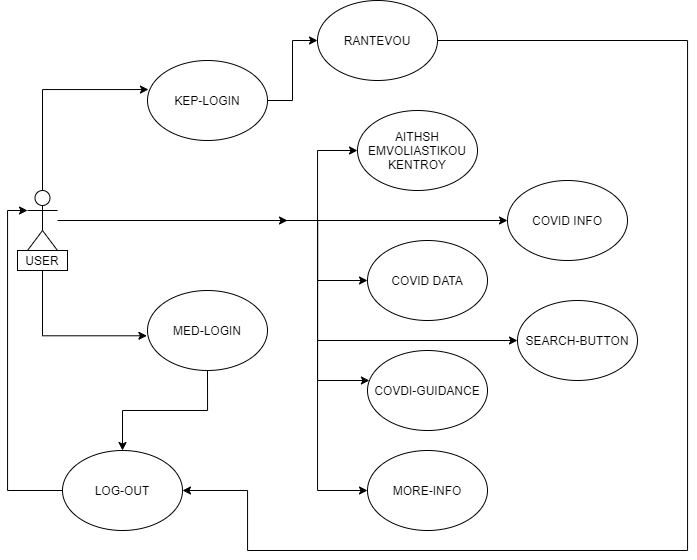 RANTEVOU
KEP-LOGIN
AITHSH
EMVOLIASTIKOU
KENTROY
COVID INFO
USER
COVID DATA
MED-LOGIN
SEARCH-BUTTON
COVDI-GUIDANCE
LOG-OUT
MORE-INFO